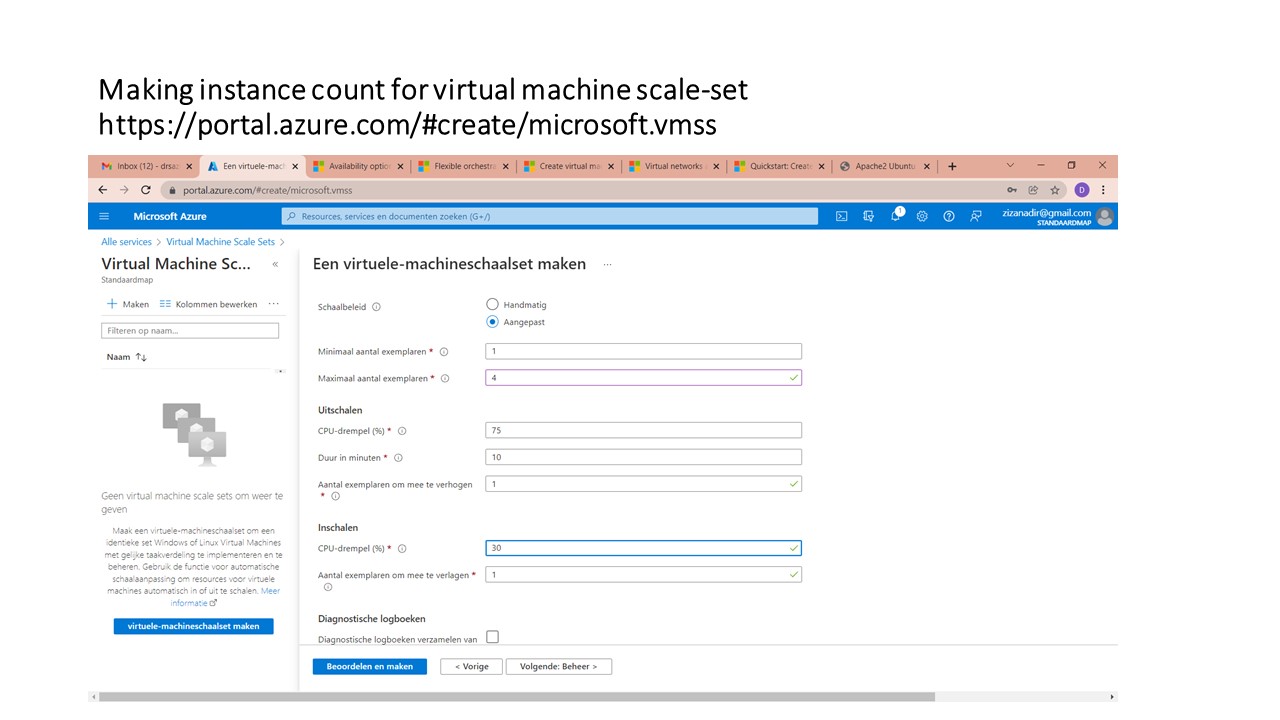 Making instance count for virtual machine scale-set
https://portal.azure.com/#create/microsoft.vmss
Inbox (12) - drsa
Een virtuele-mach
Availability optio
Flexible orchestra
Create virtual ma
Virtual networks
Quickstart: Create
Apache2 Ubuntu
portal.azure.com/#create/microsoft.vmss
D
Microsoft Azure
Resources, services en documenten zoeken (G+/)
1
zizanadir@gmail.com
STANDAARDMAP
Alle services > Virtual Machine Scale Sets >
Virtual Machine Sc... «
Standaardmap
+ Maken
Kolommen bewerken ...
Filteren op naam...
Naam ↑↓
Geen virtual machine scale sets om weer te
geven
Maak een virtuele-machineschaalset om een
identieke set Windows of Linux Virtual Machines
met gelijke taakverdeling te implementeren en te
beheren. Gebruik de functie voor automatische
schaalaanpassing om resources voor virtuele
machines automatisch in of uit te schalen. Meer
informatie
virtuele-machineschaalset maken
Een virtuele-machineschaalset maken ...
Schaalbeleid
Handmatig
Aangepast
Minimaal aantal exemplaren * 1
Maximaal aantal exemplaren * 4
Uitschalen
CPU-drempel (%) * 75
Duur in minuten * 10
Aantal exemplaren om mee te verhogen 1
*
Inschalen
CPU-drempel (%) * 30
Aantal exemplaren om mee te verlagen * 1
Diagnostische logboeken
Diagnostische logboeken verzamelen van
Beoordelen en maken
< Vorige
Volgende: Beheer >